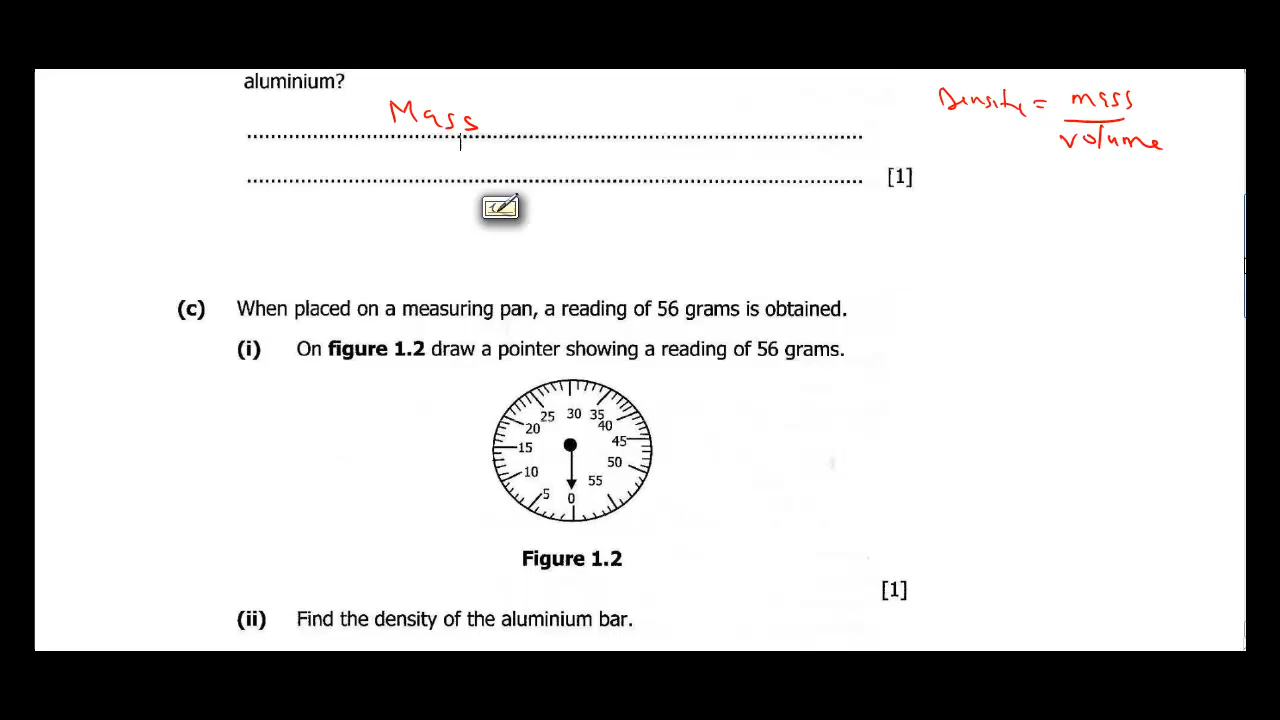 aluminium?
Mass
Density = mass
volume
[1]
(c) When placed on a measuring pan, a reading of 56 grams is obtained.
(i) On figure 1.2 draw a pointer showing a reading of 56 grams.
30
25 35
20 40
15 45
10 50
5 55
0
Figure 1.2
[1]
(ii) Find the density of the aluminium bar.